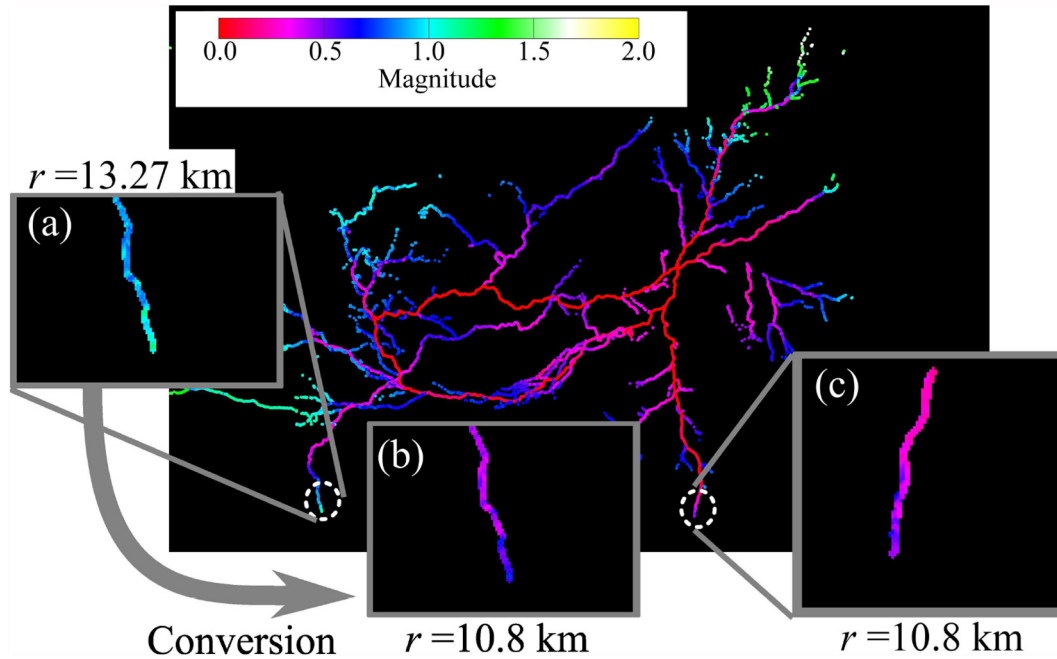 0.0 0.5 1.0 1.5 2.0
Magnitude
r =13.27 km
(a)
(b)
(c)
Conversion
r =10.8 km
r =10.8 km